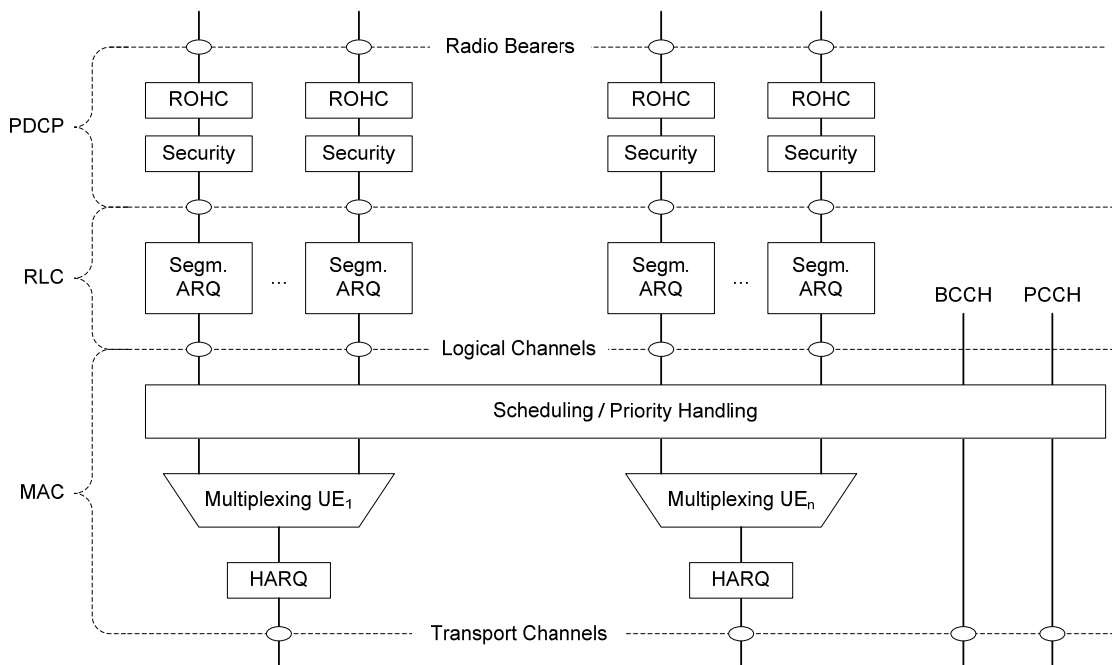 Radio Bearers
ROHC ROHC ROHC ROHC
PDCP
Security Security Security Security
Segm. Segm. Segm. Segm.
RLC
ARQ ... ARQ ARQ ... ARQ
BCCH PCCH
Logical Channels
Scheduling / Priority Handling
MAC
Multiplexing UE1 Multiplexing UEn
HARQ HARQ
Transport Channels